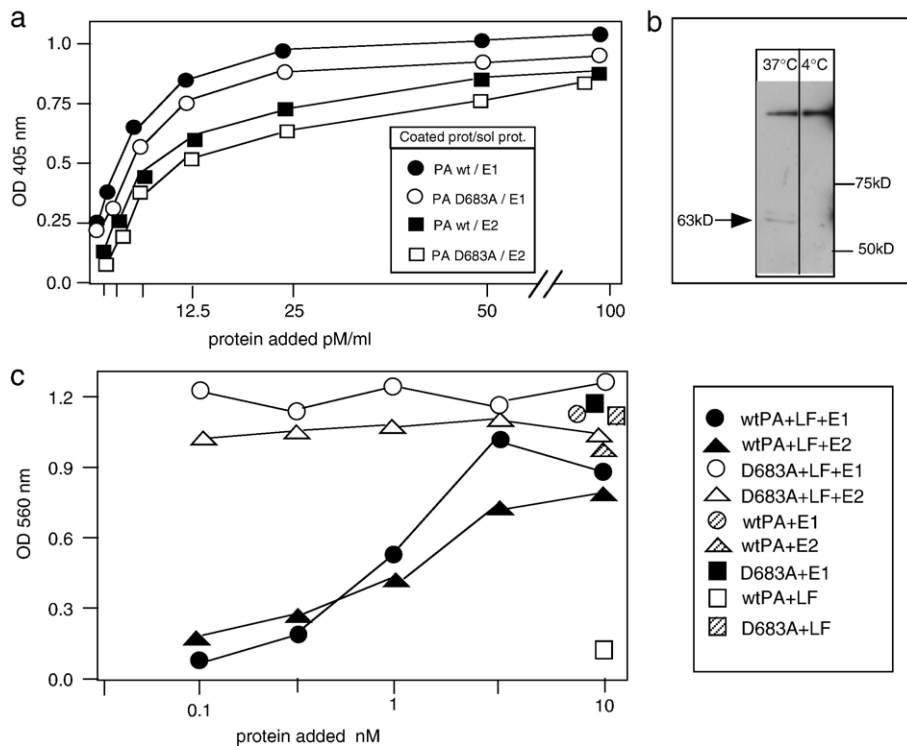 a
1.0
0.75
0.5
0.25
0.0
OD 405 nm
Coated prot/sol prot.
PA wt / E1
PA D683A / E1
PA wt / E2
PA D683A / E2
12.5
25
50
100
protein added pM/ml
b
37°C
4°C
75kD
63kD
50kD
c
1.2
0.9
0.6
0.3
0.0
OD 560 nm
0.1
1
10
protein added nM
wtPA+LF+E1
wtPA+LF+E2
D683A+LF+E1
D683A+LF+E2
wtPA+E1
wtPA+E2
D683A+E1
wtPA+LF
D683A+LF